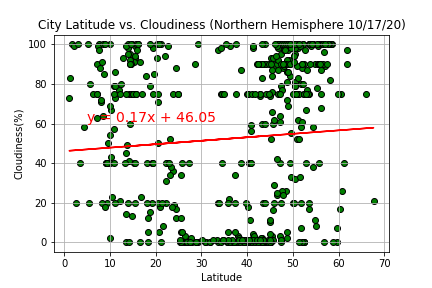 City Latitude vs. Cloudiness (Northern Hemisphere 10/17/20)
100
80
60
40
20
0
Cloudiness(%)
y = 0.17x + 46.05
0 10 20 30 40 50 60 70
Latitude